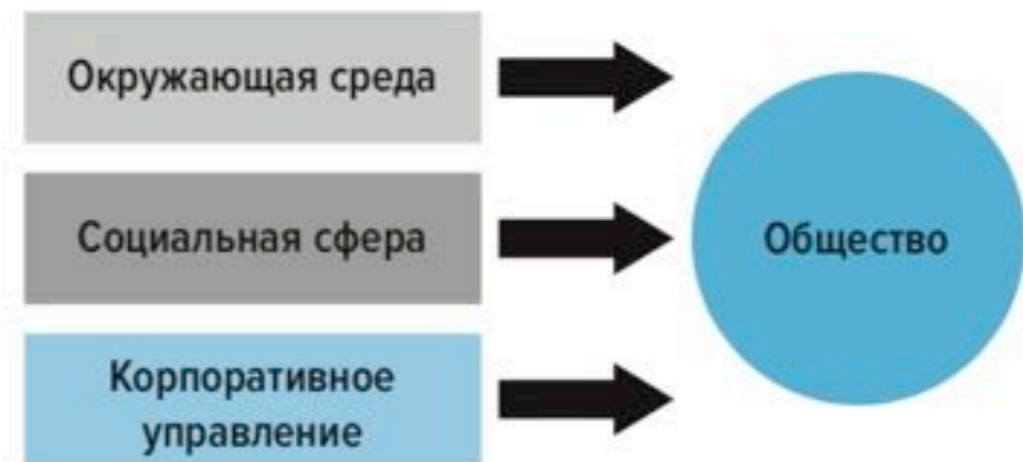 Окружающая среда
Социальная сфера
Корпоративное
управление
Общество